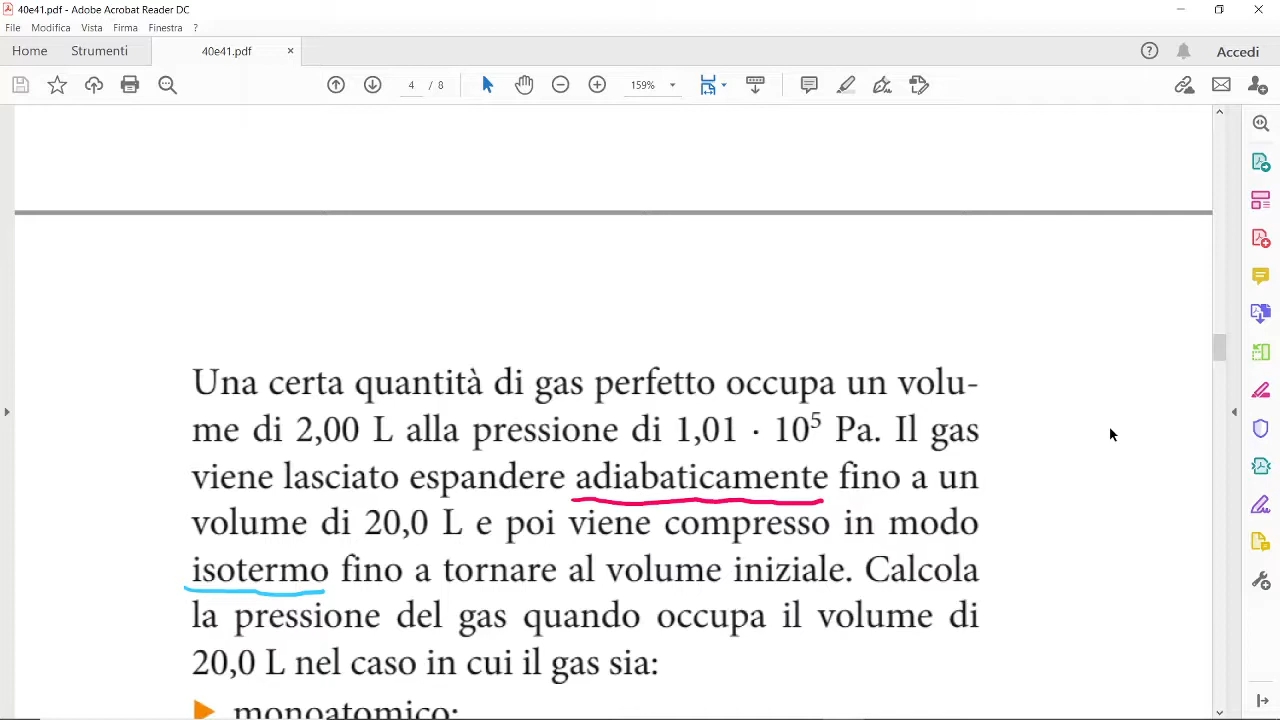 40e41.pdf - Adobe Acrobat Reader DC
File Modifica Vista Firma Finestra ?
Home Strumenti 40e41.pdf × Accedi
4 / 8 159%
Una certa quantità di gas perfetto occupa un volu-
me di 2,00 L alla pressione di 1,01 · 10⁵ Pa. Il gas
viene lasciato espandere adiabaticamente fino a un
volume di 20,0 L e poi viene compresso in modo
isotermo fino a tornare al volume iniziale. Calcola
la pressione del gas quando occupa il volume di
20,0 L nel caso in cui il gas sia:
monoatomico;